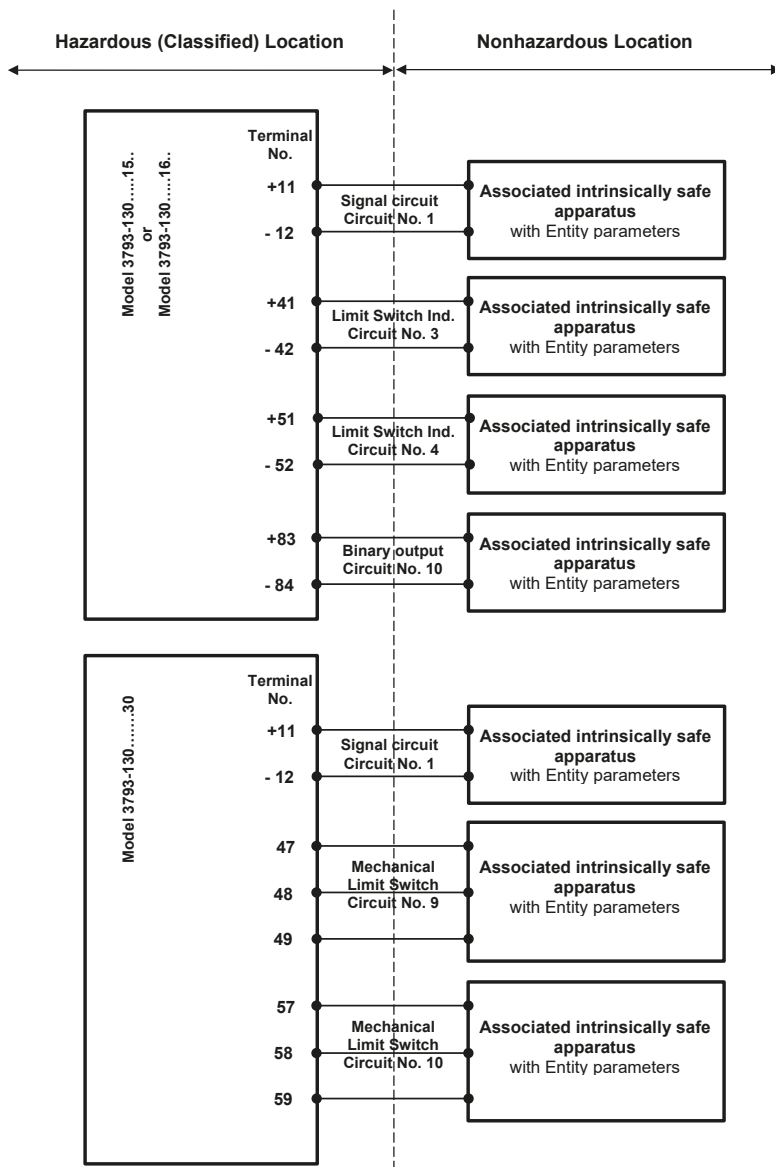 Hazardous (Classified) Location
Nonhazardous Location
Model 3793-130.....15..
or
Model 3793-130.....16..
Terminal
No.
+11
Signal circuit
Circuit No. 1
- 12
Associated intrinsically safe
apparatus
with Entity parameters
+41
Limit Switch Ind.
Circuit No. 3
- 42
Associated intrinsically safe
apparatus
with Entity parameters
+51
Limit Switch Ind.
Circuit No. 4
- 52
Associated intrinsically safe
apparatus
with Entity parameters
+83
Binary output
Circuit No. 10
- 84
Associated intrinsically safe
apparatus
with Entity parameters
Model 3793-130.......30
Terminal
No.
+11
Signal circuit
Circuit No. 1
- 12
Associated intrinsically safe
apparatus
with Entity parameters
47
Mechanical
Limit Switch
48
Circuit No. 9
49
Associated intrinsically safe
apparatus
with Entity parameters
57
Mechanical
Limit Switch
58
Circuit No. 10
59
Associated intrinsically safe
apparatus
with Entity parameters